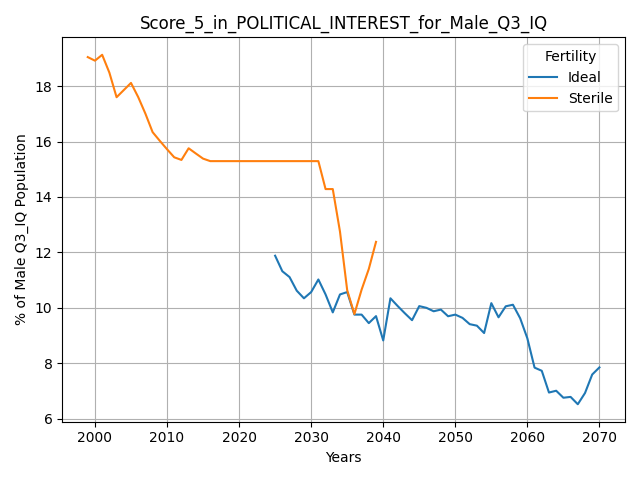 Score_5_in_POLITICAL_INTEREST_for_Male_Q3_IQ
Fertility
Ideal
Sterile
% of Male Q3_IQ Population
18
16
14
12
10
8
6
2000 2010 2020 2030 2040 2050 2060 2070
Years